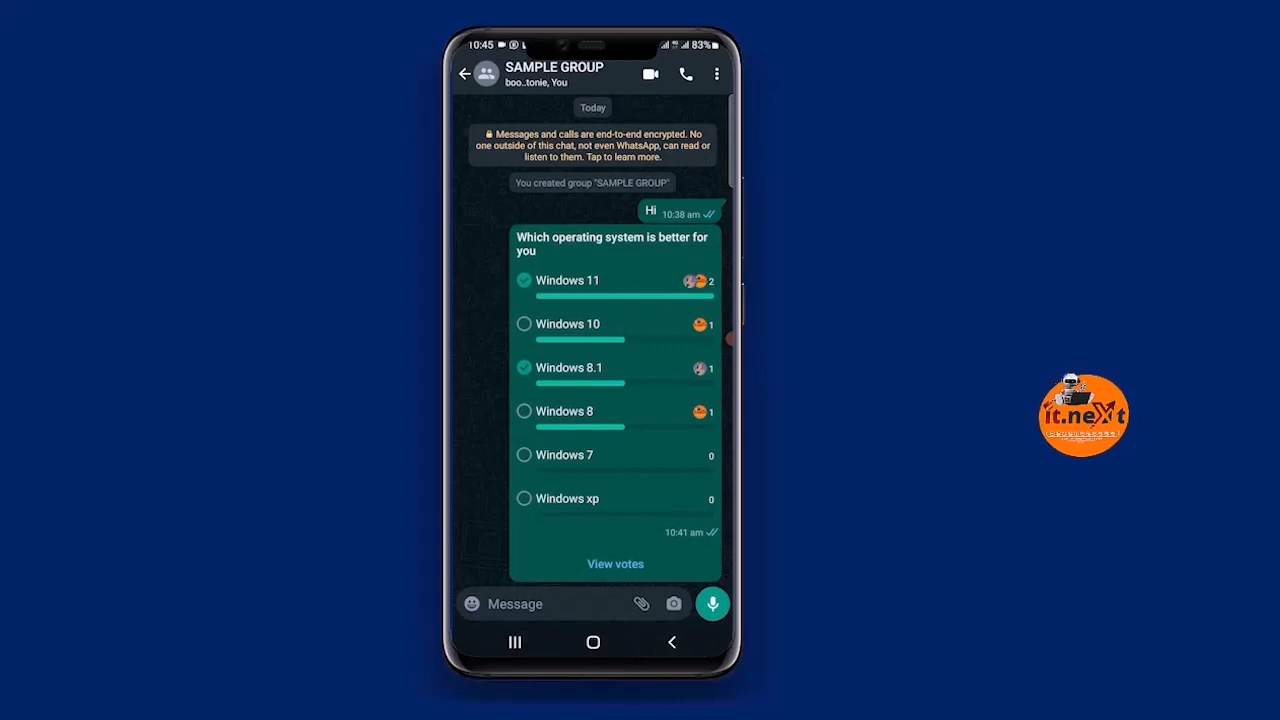 10:45
83%
SAMPLE GROUP
boo..tonie, You
Today
Messages and calls are end-to-end encrypted. No
one outside of this chat, not even WhatsApp, can read or
listen to them. Tap to learn more.
You created group "SAMPLE GROUP"
Hi
10:38 am
Which operating system is better for
you
Windows 11
2
Windows 10
1
Windows 8.1
1
Windows 8
1
Windows 7
0
Windows xp
0
10:41 am
View votes
Message
it.neXt